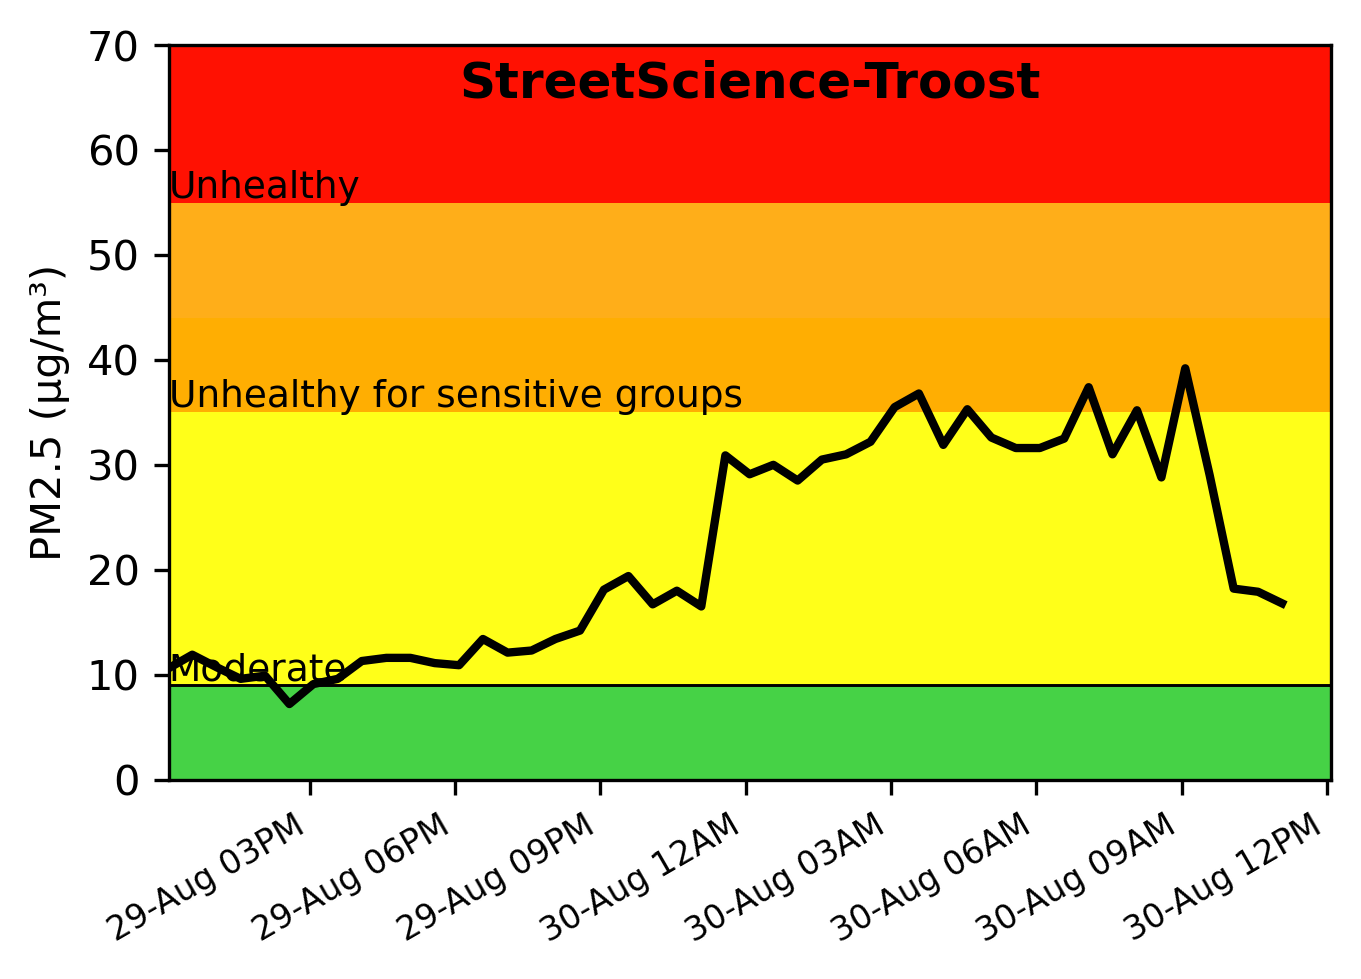 StreetScience-Troost
PM2.5 (µg/m³)
70
60
50
40
30
20
10
0
Unhealthy
Unhealthy for sensitive groups
Moderate
29-Aug 03PM
29-Aug 06PM
29-Aug 09PM
30-Aug 12AM
30-Aug 03AM
30-Aug 06AM
30-Aug 09AM
30-Aug 12PM